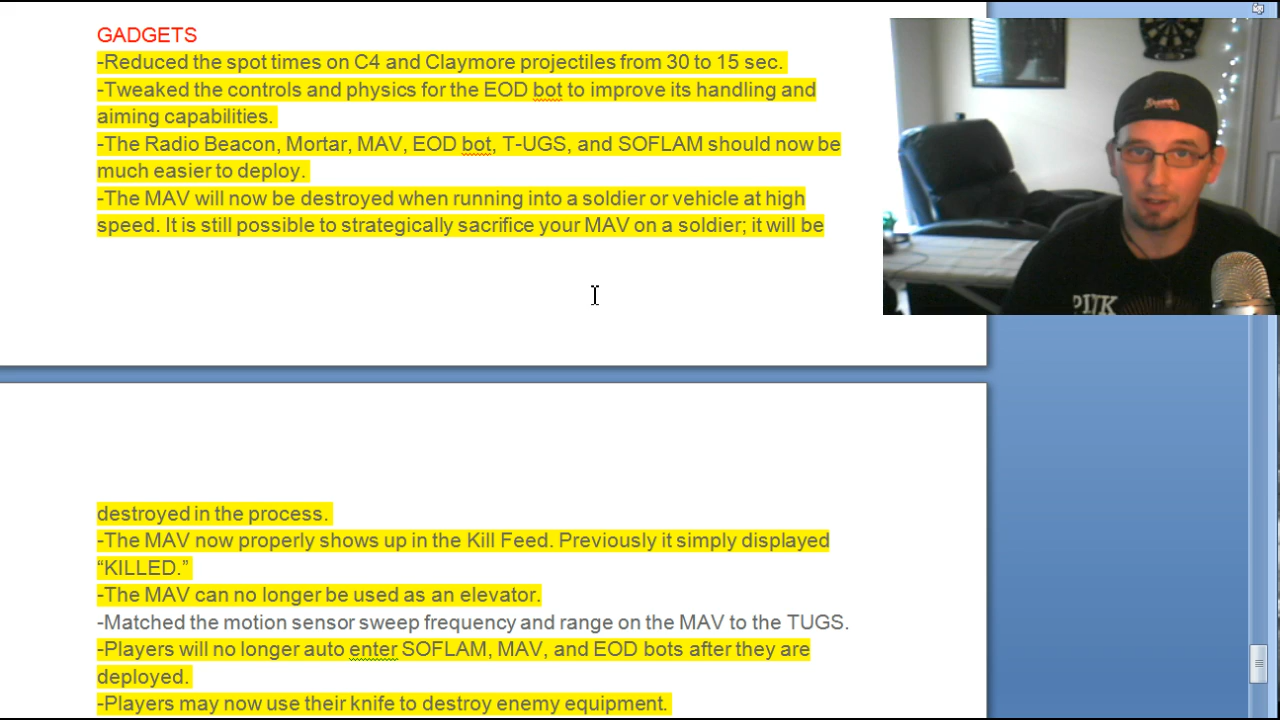 GADGETS
-Reduced the spot times on C4 and Claymore projectiles from 30 to 15 sec.
-Tweaked the controls and physics for the EOD bot to improve its handling and
aiming capabilities.
-The Radio Beacon, Mortar, MAV, EOD bot, T-UGS, and SOFLAM should now be
much easier to deploy.
-The MAV will now be destroyed when running into a soldier or vehicle at high
speed. It is still possible to strategically sacrifice your MAV on a soldier; it will be
destroyed in the process.
-The MAV now properly shows up in the Kill Feed. Previously it simply displayed
“KILLED.”
-The MAV can no longer be used as an elevator.
-Matched the motion sensor sweep frequency and range on the MAV to the TUGS.
-Players will no longer auto enter SOFLAM, MAV, and EOD bots after they are
deployed.
-Players may now use their knife to destroy enemy equipment.